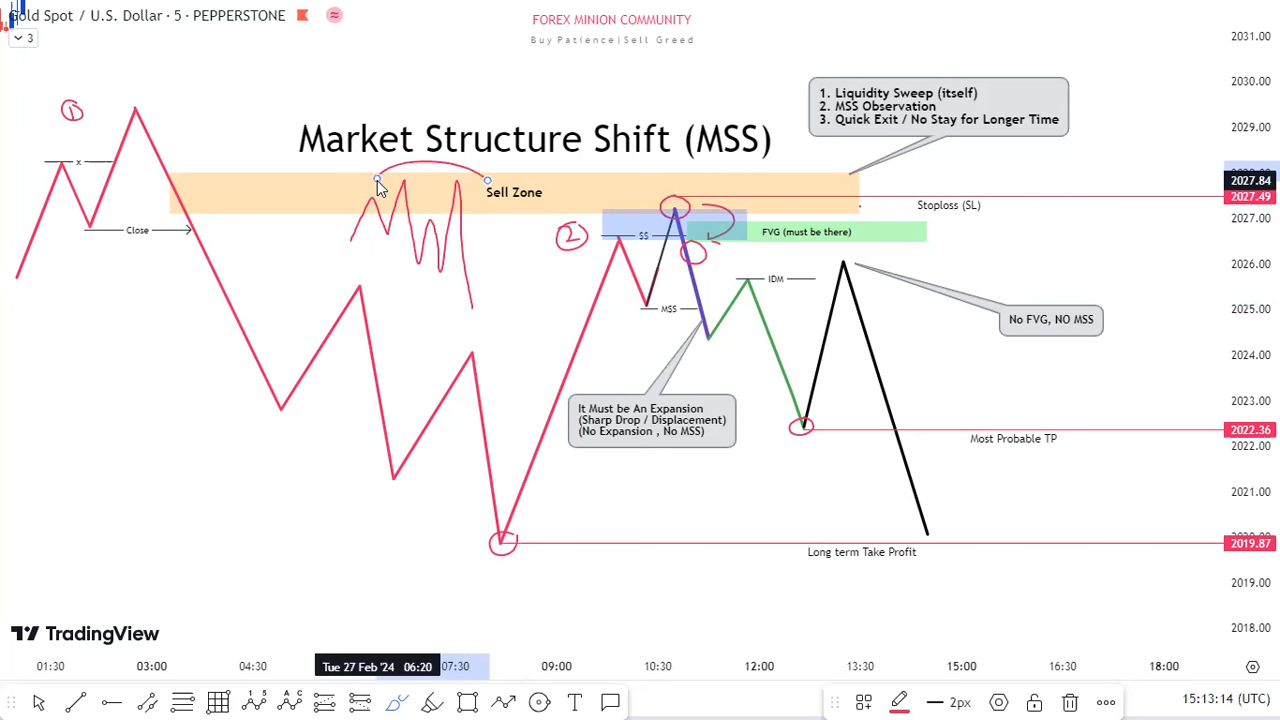 Gold Spot / U.S. Dollar · 5 · PEPPERSTONE
3
FOREX MINION COMMUNITY
Buy Patience|Sell Greed
1
x
Close
Market Structure Shift (MSS)
1. Liquidity Sweep (itself)
2. MSS Observation
3. Quick Exit / No Stay for Longer Time
Sell Zone
Stoploss (SL)
2
SS
FVG (must be there)
MSS
IDM
No FVG, NO MSS
It Must be An Expansion
(Sharp Drop / Displacement)
(No Expansion , No MSS)
Most Probable TP
Long term Take Profit
2031.00
2030.00
2029.00
2027.84
2027.49
2027.00
2026.00
2025.00
2024.00
2023.00
2022.36
2022.00
2021.00
2019.87
2019.00
2018.00
TradingView
01:30
03:00
04:30
Tue 27 Feb '24 06:20
07:30
09:00
10:30
12:00
13:30
15:00
16:30
18:00
2px
15:13:14 (UTC)